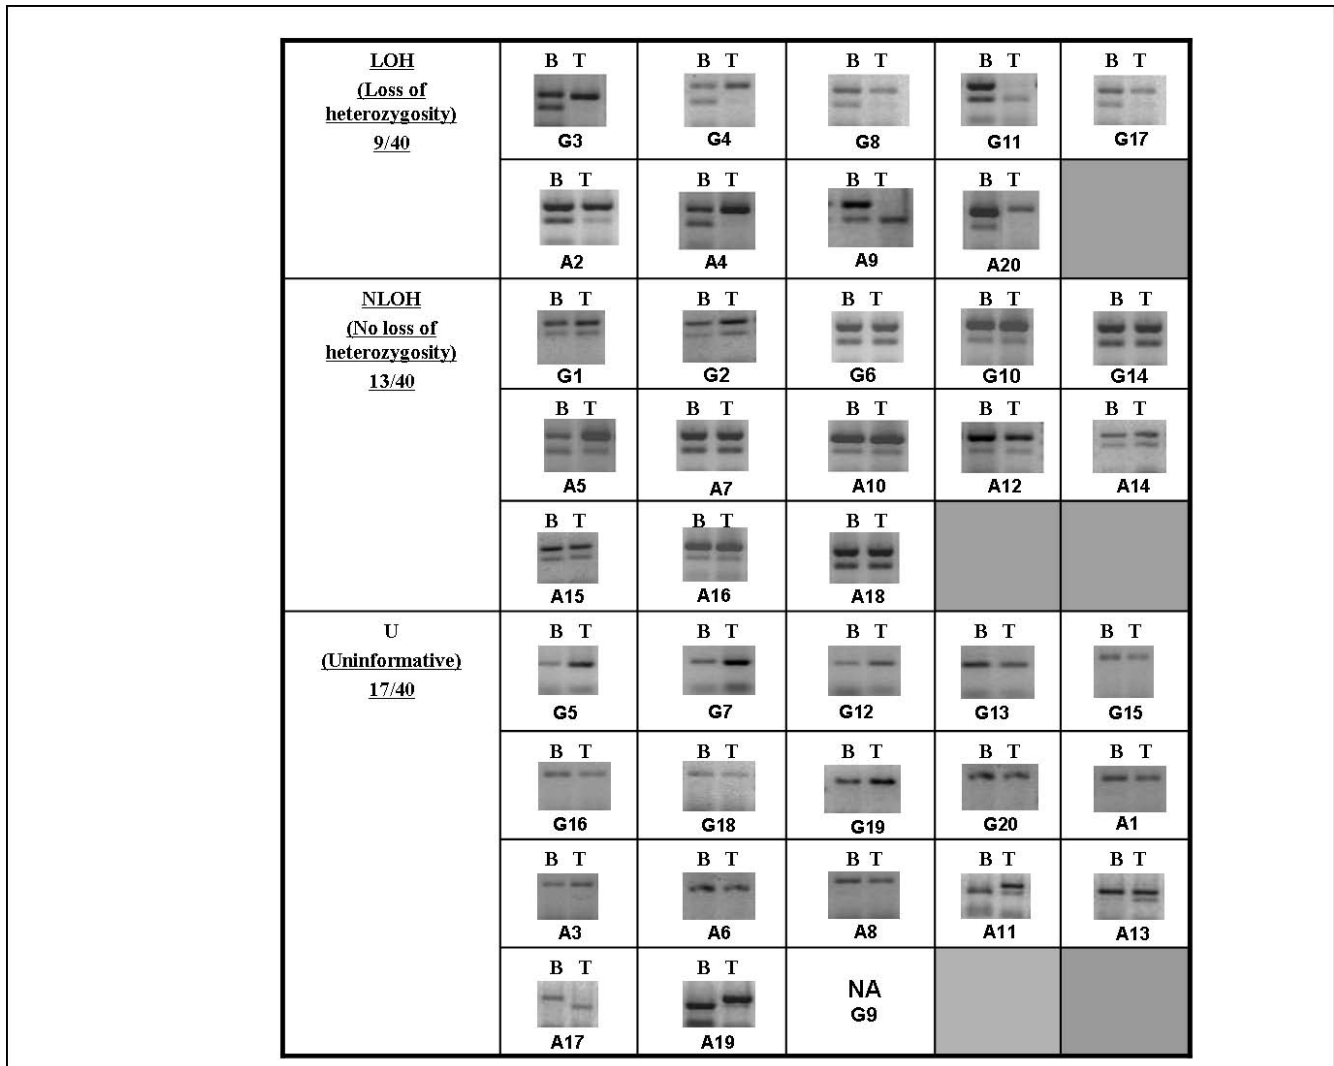 LOH
(Loss of
heterozygosity)
9/40
B T
G3
B T
G4
B T
G8
B T
G11
B T
G17
B T
A2
B T
A4
B T
A9
B T
A20
NLOH
(No loss of
heterozygosity)
13/40
B T
G1
B T
G2
B T
G6
B T
G10
B T
G14
B T
A5
B T
A7
B T
A10
B T
A12
B T
A14
B T
A15
B T
A16
B T
A18
U
(Uninformative)
17/40
B T
G5
B T
G7
B T
G12
B T
G13
B T
G15
B T
G16
B T
G18
B T
G19
B T
G20
B T
A1
B T
A3
B T
A6
B T
A8
B T
A11
B T
A13
B T
A17
B T
A19
NA
G9